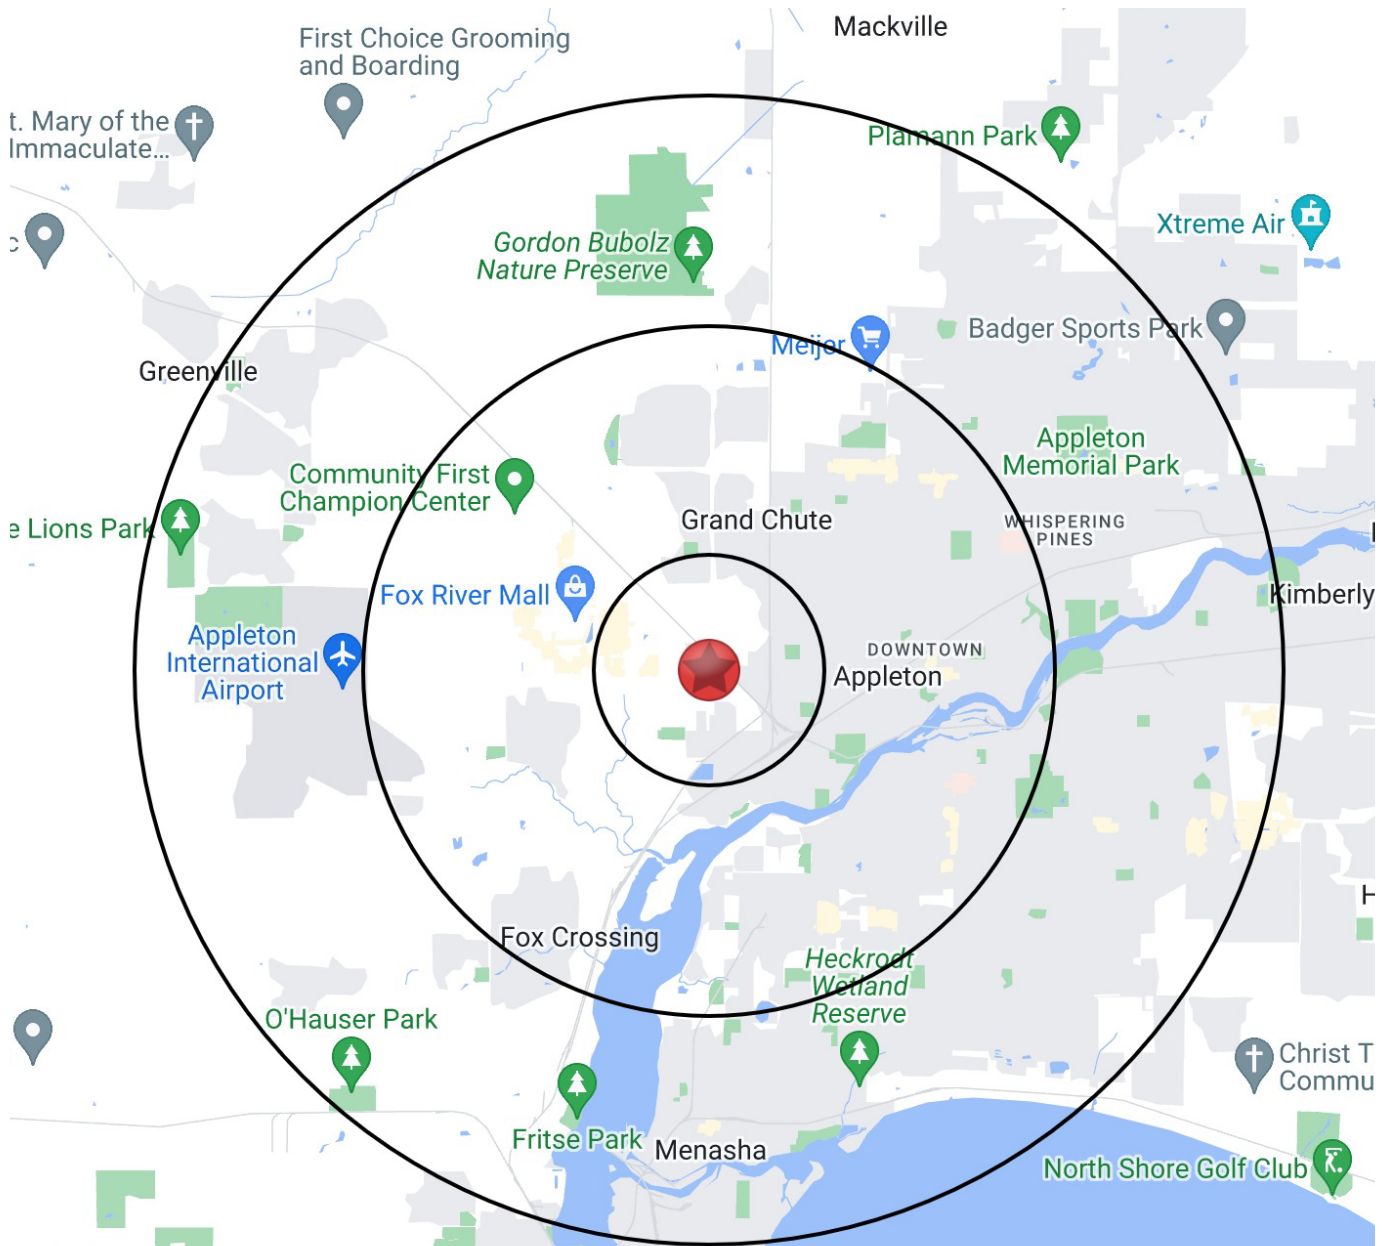 Mackville
First Choice Grooming
and Boarding
t. Mary of the
Immaculate...
Plamann Park
Xtreme Air
c
Gordon Bubolz
Nature Preserve
Badger Sports Park
Meijer
Greenville
Appleton
Memorial Park
Community First
Champion Center
Grand Chute
WHISPERING
PINES
e Lions Park
Fox River Mall
Kimberly
Appleton
International
Airport
DOWNTOWN
Appleton
H
Fox Crossing
Heckrodt
Wetland
Reserve
O'Hauser Park
Christ T
Commu
Fritse Park
Menasha
North Shore Golf Club